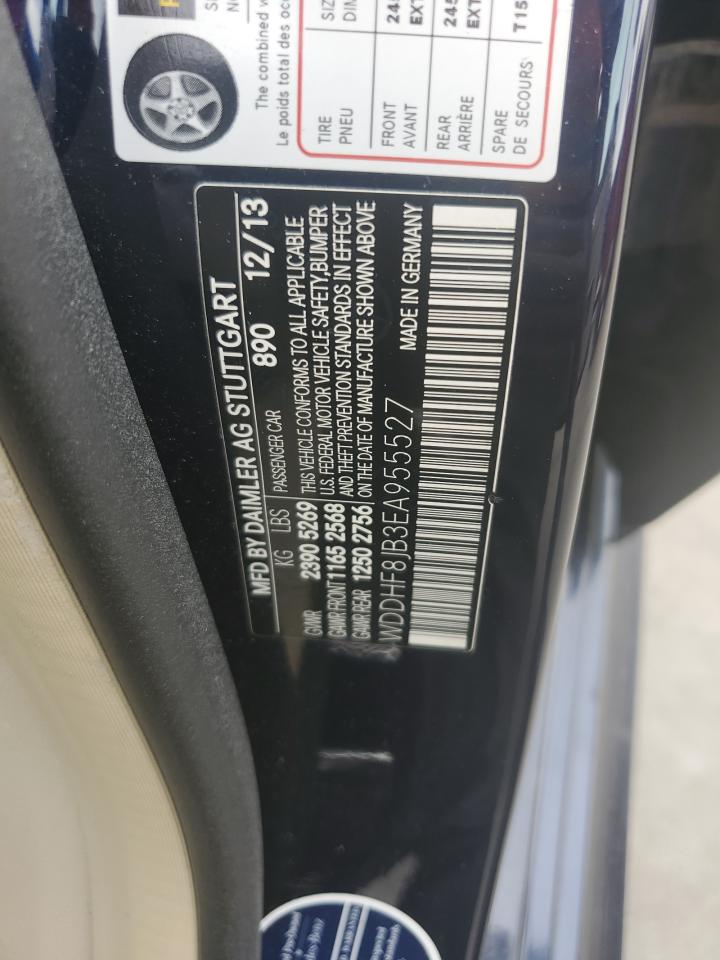 The combined w
Le poids total des occ
TIRE
PNEU
SIZ
DIM
FRONT
AVANT
EXT
REAR
ARRIÈRE
245
EXT
SPARE
DE SECOURS
T15
MFD BY DAIMLER AG STUTTGART
KG LBS PASSENGER CAR 890 12/13
GVWR 2390 5269 THIS VEHICLE CONFORMS TO ALL APPLICABLE
GAWR FRONT 1165 2568 U.S. FEDERAL MOTOR VEHICLE SAFETY, BUMPER
GAWR REAR 1250 2756 AND THEFT PREVENTION STANDARDS IN EFFECT
ON THE DATE OF MANUFACTURE SHOWN ABOVE
WDDHF8JB3EA955527 MADE IN GERMANY